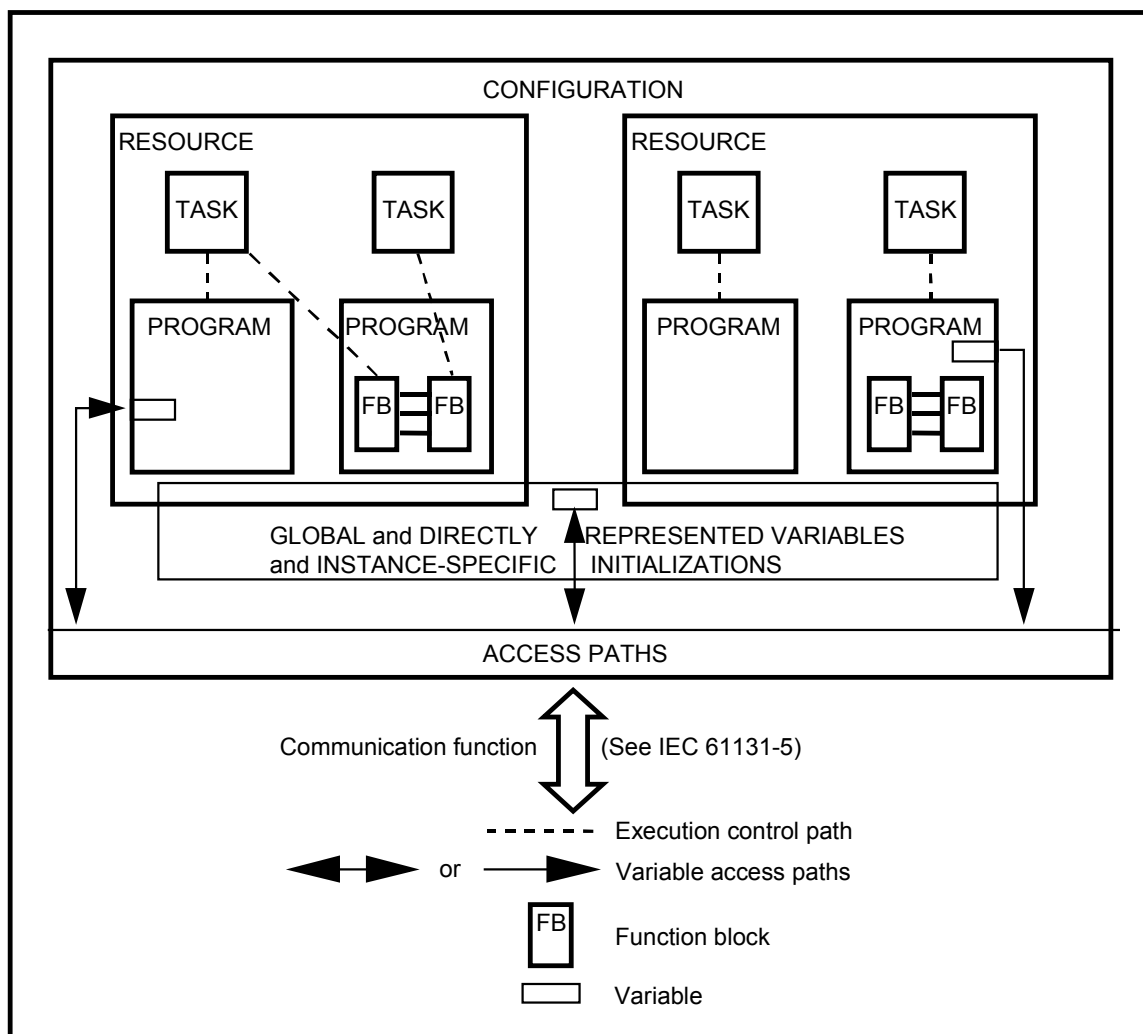 CONFIGURATION
RESOURCE
RESOURCE
TASK
TASK
TASK
TASK
PROGRAM
PROGRAM
PROGRAM
PROGRAM
FB
FB
FB
FB
GLOBAL and DIRECTLY REPRESENTED VARIABLES
and INSTANCE-SPECIFIC INITIALIZATIONS
ACCESS PATHS
Communication function (See IEC 61131-5)
Execution control path
or Variable access paths
FB
Function block
Variable